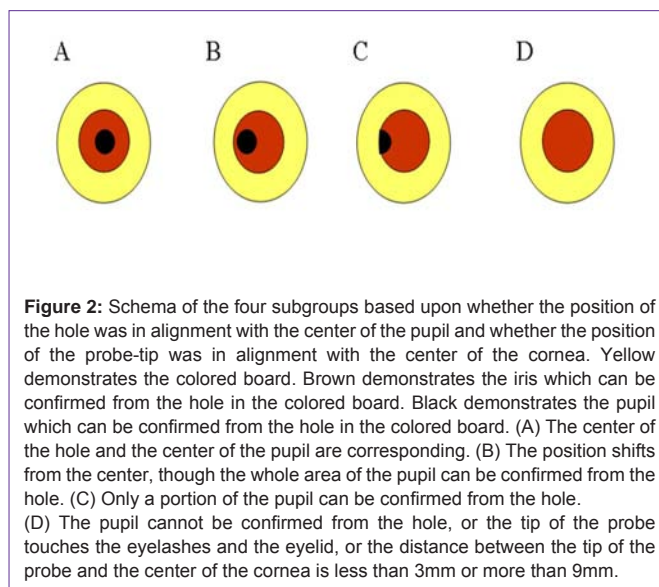 A B C D
Figure 2: Schema of the four subgroups based upon whether the position of
the hole was in alignment with the center of the pupil and whether the position
of the probe-tip was in alignment with the center of the cornea. Yellow
demonstrates the colored board. Brown demonstrates the iris which can be
confirmed from the hole in the colored board. Black demonstrates the pupil
which can be confirmed from the hole in the colored board. (A) The center of
the hole and the center of the pupil are corresponding. (B) The position shifts
from the center, though the whole area of the pupil can be confirmed from the
hole. (C) Only a portion of the pupil can be confirmed from the hole.
(D) The pupil cannot be confirmed from the hole, or the tip of the probe
touches the eyelashes and the eyelid, or the distance between the tip of the
probe and the center of the cornea is less than 3mm or more than 9mm.